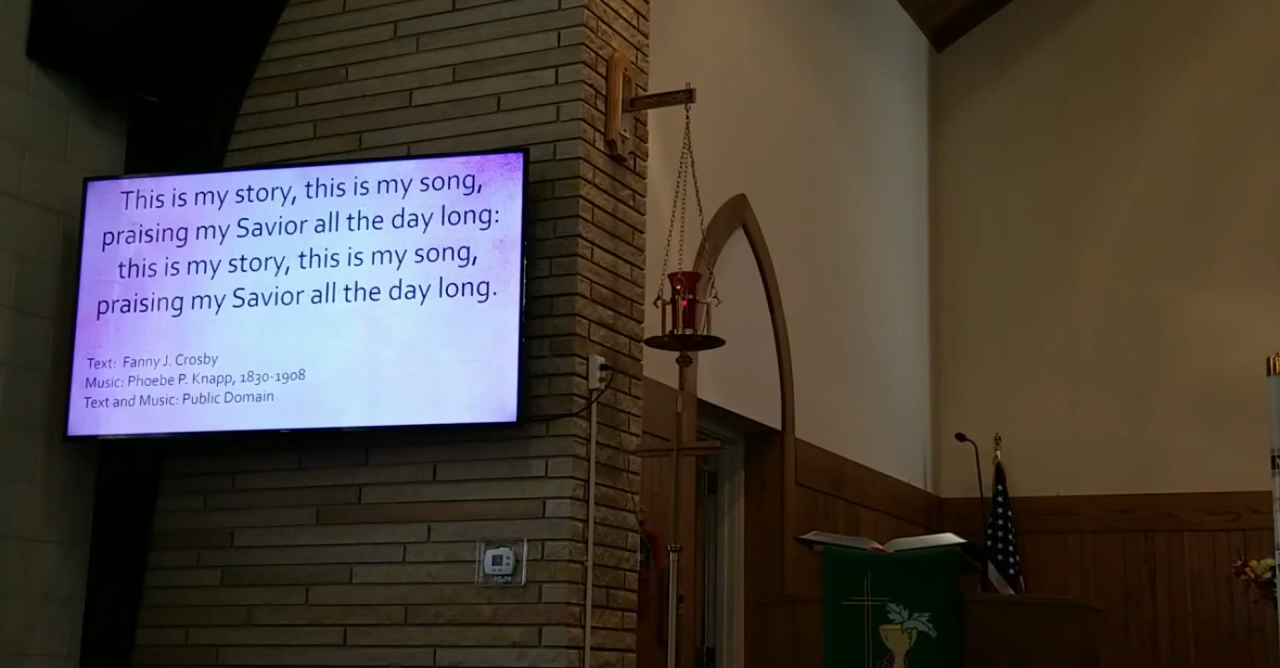 This is my story, this is my song,
praising my Savior all the day long:
this is my story, this is my song,
praising my Savior all the day long.
Text: Fanny J. Crosby
Music: Phoebe P. Knapp, 1830-1908
Text and Music: Public Domain